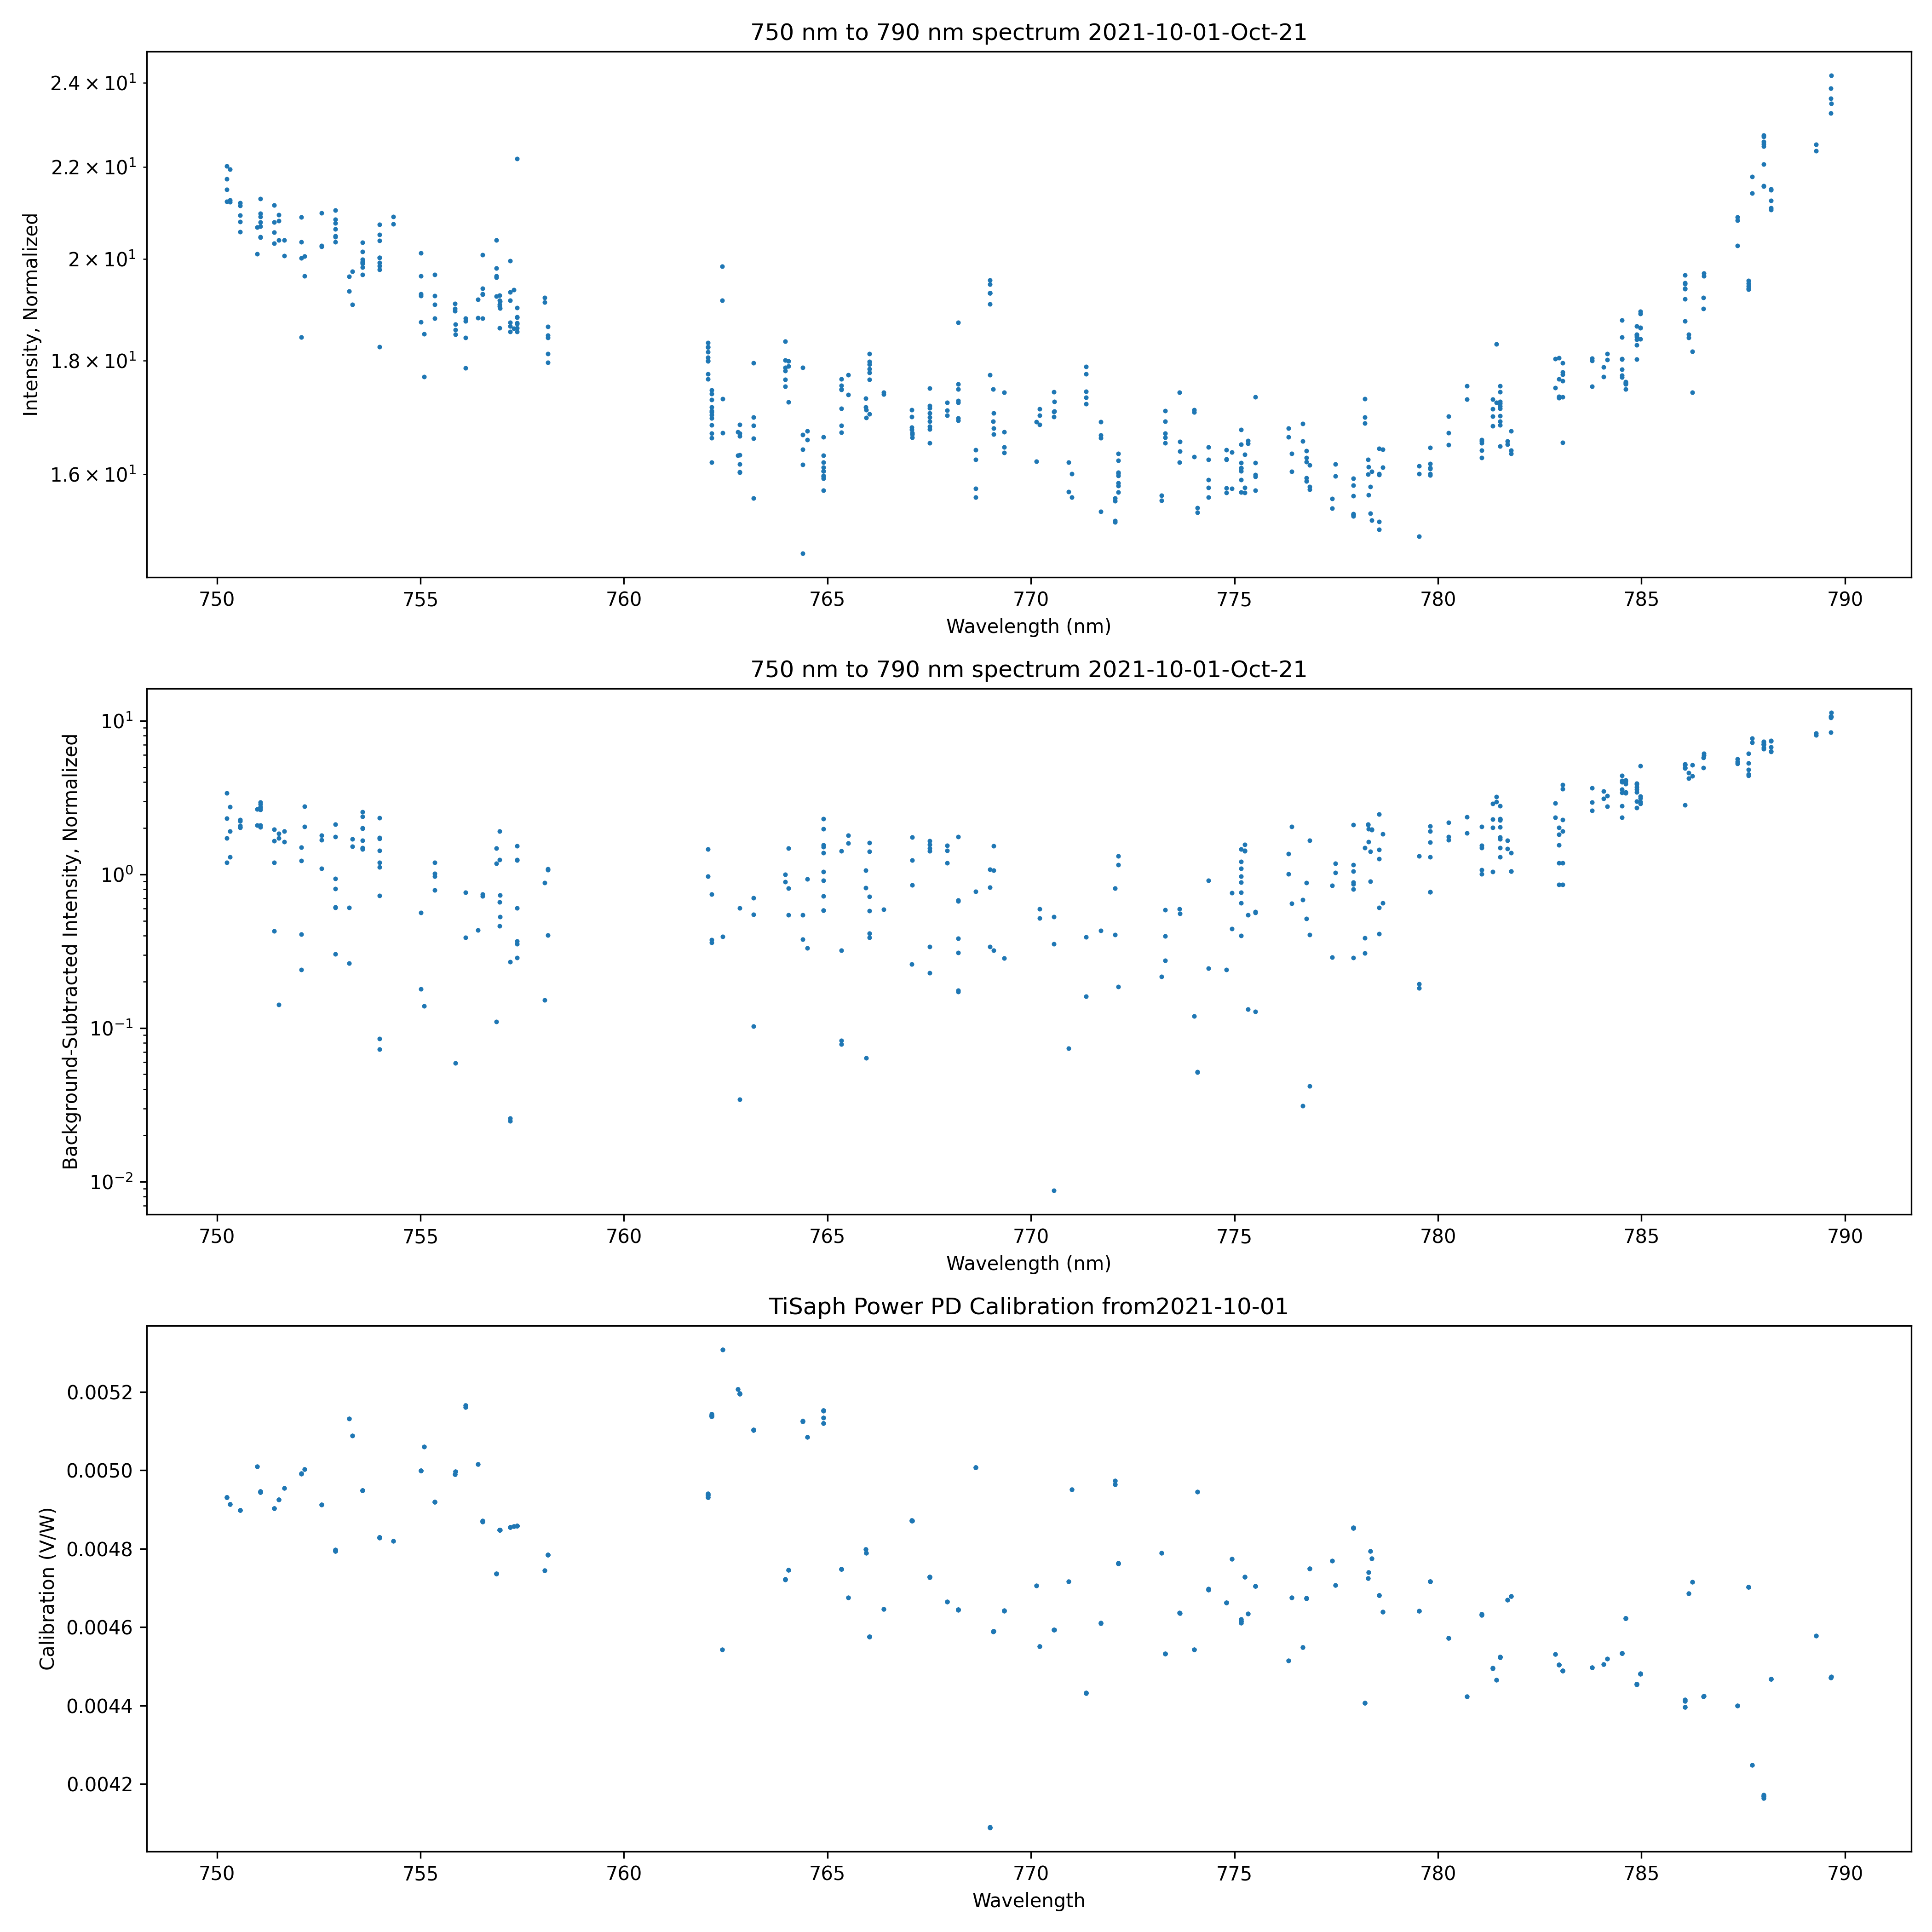 750 nm to 790 nm spectrum 2021-10-01-Oct-21
Intensity, Normalized
2.4 × 10¹
2.2 × 10¹
2 × 10¹
1.8 × 10¹
1.6 × 10¹
750 755 760 765 770 775 780 785 790
Wavelength (nm)
750 nm to 790 nm spectrum 2021-10-01-Oct-21
Background-Subtracted Intensity, Normalized
10¹
10⁰
10⁻¹
10⁻²
750 755 760 765 770 775 780 785 790
Wavelength (nm)
TiSaph Power PD Calibration from2021-10-01
Calibration (V/W)
0.0052
0.0050
0.0048
0.0046
0.0044
0.0042
750 755 760 765 770 775 780 785 790
Wavelength